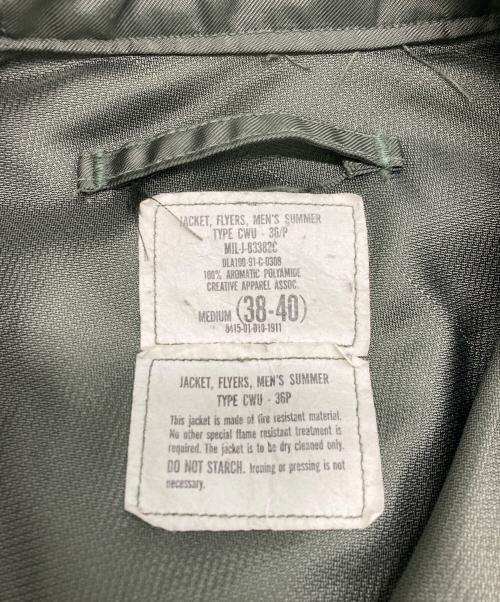 JACKET, FLYERS, MEN'S SUMMER
TYPE CWU - 36/P
MIL-J-83382C
DLA100-91-C-0308
100% AROMATIC POLYAMIDE
CREATIVE APPAREL ASSOC.
MEDIUM (38-40)
8415-01-010-1911
JACKET, FLYERS, MEN'S SUMMER
TYPE CWU - 36P
This jacket is made of fire resistant material.
No other special flame resistant treatment is
required. The jacket is to be dry cleaned only.
DO NOT STARCH. Ironing or pressing is not
necessary.